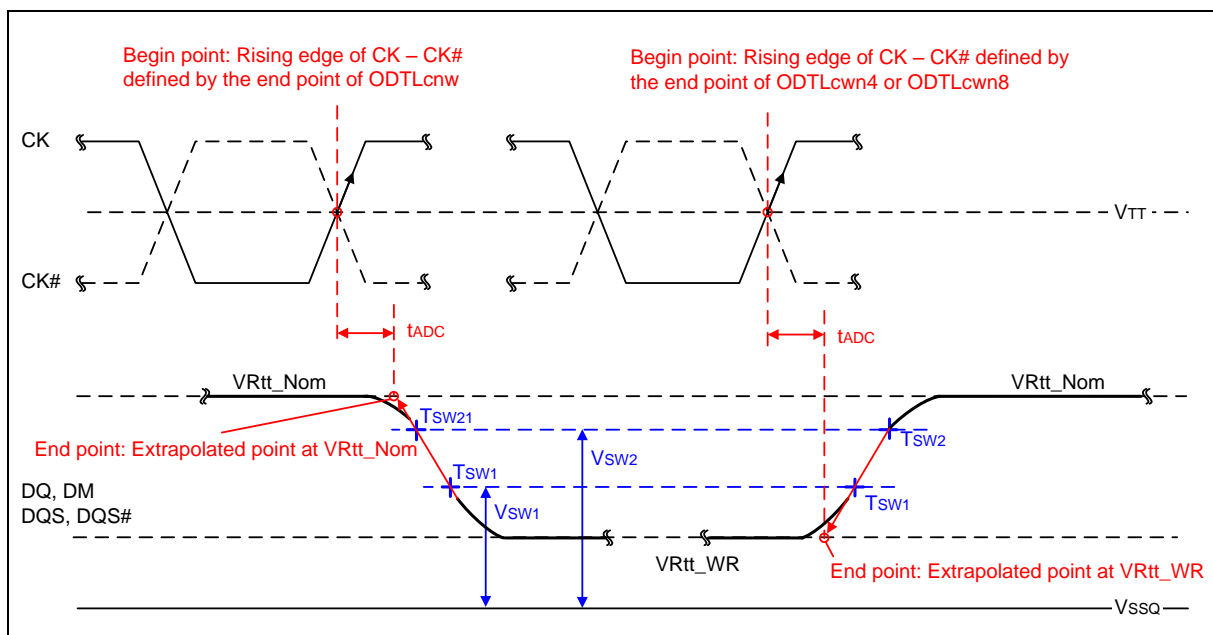 Begin point: Rising edge of CK – CK#
defined by the end point of ODTLcnw
Begin point: Rising edge of CK – CK# defined by
the end point of ODTLcwn4 or ODTLcwn8
CK
VTT
CK#
tADC
tADC
VRtt_Nom
VRtt_Nom
TSW21
TSW2
End point: Extrapolated point at VRtt_Nom
VSW2
TSW1
TSW1
DQ, DM
DQS, DQS#
VSW1
VRtt_WR
End point: Extrapolated point at VRtt_WR
VSSQ